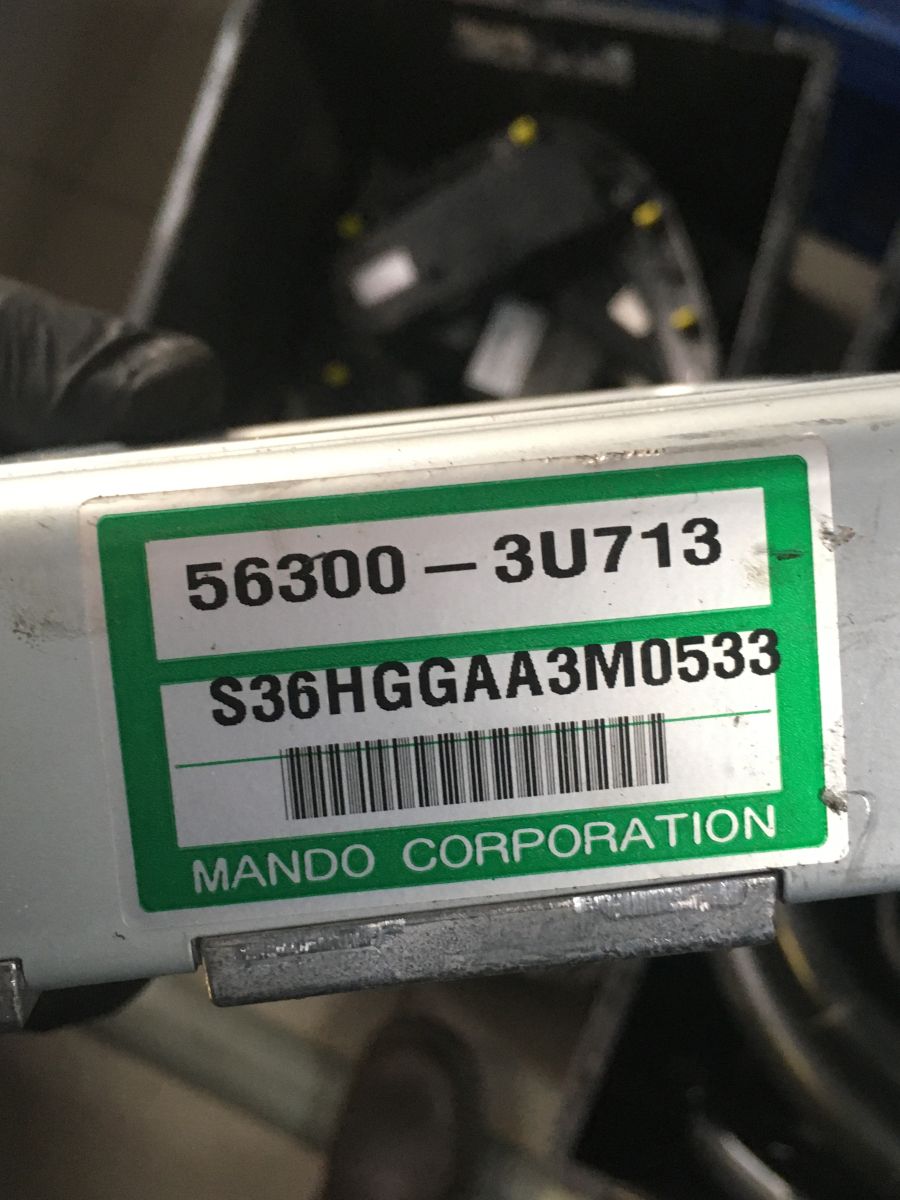 56300-3U713
S36HGGAA3M0533
MANDO CORPORATION